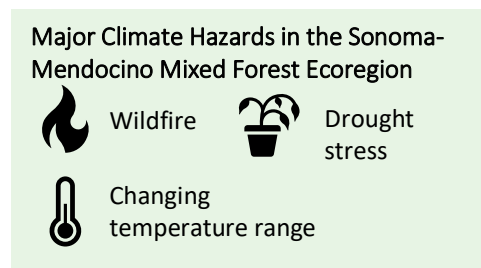 Major Climate Hazards in the Sonoma-
Mendocino Mixed Forest Ecoregion
Wildfire
Drought
stress
Changing
temperature range